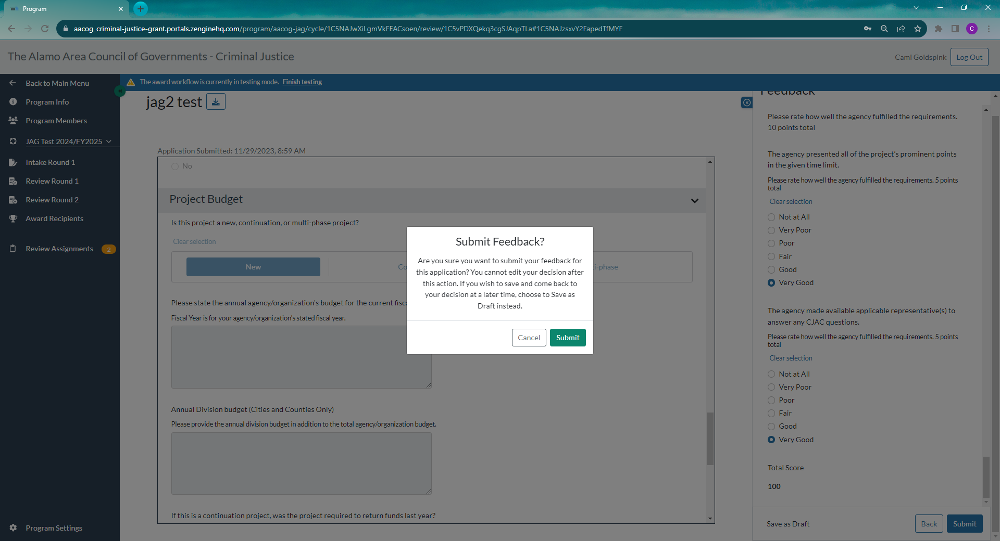 wh Program
aacog_criminal-justice-grant.portals.zenginehq.com/program/aacog-jag/cycle/1C5NAJwXiLgmVkFEACsoen/review/1C5vPDXQekq3cgSJAqpTLa#1C5NAJzsxvY2FapedTfMYF
C
The Alamo Area Council of Governments - Criminal Justice
Cami Goldspink
Log Out
Back to Main Menu
Program Info
Program Members
JAG Test 2024/FY2025
Intake Round 1
Review Round 1
Review Round 2
Award Recipients
Review Assignments 2
Program Settings
The award workflow is currently in testing mode. Finish testing
jag2 test
Application Submitted: 11/29/2023, 8:59 AM
No
Project Budget
Is this project a new, continuation, or multi-phase project?
Clear selection
New
Co
ti-phase
Please state the annual agency/organization's budget for the current fisca
Fiscal Year is for your agency/organization's stated fiscal year.
Annual Division budget (Cities and Counties Only)
Please provide the annual division budget in addition to the total agency/organization budget.
If this is a continuation project, was the project required to return funds last year?
Submit Feedback?
Are you sure you want to submit your feedback for
this application? You cannot edit your decision after
this action. If you wish to save and come back to
your decision at a later time, choose to Save as
Draft instead.
Cancel
Submit
Feedback
Please rate how well the agency fulfilled the requirements.
10 points total
The agency presented all of the project's prominent points
in the given time limit.
Please rate how well the agency fulfilled the requirements. 5 points
total
Clear selection
Not at All
Very Poor
Poor
Fair
Good
Very Good
The agency made available applicable representative(s) to
answer any CJAC questions.
Please rate how well the agency fulfilled the requirements. 5 points
total
Clear selection
Not at All
Very Poor
Poor
Fair
Good
Very Good
Total Score
100
Save as Draft
Back
Submit